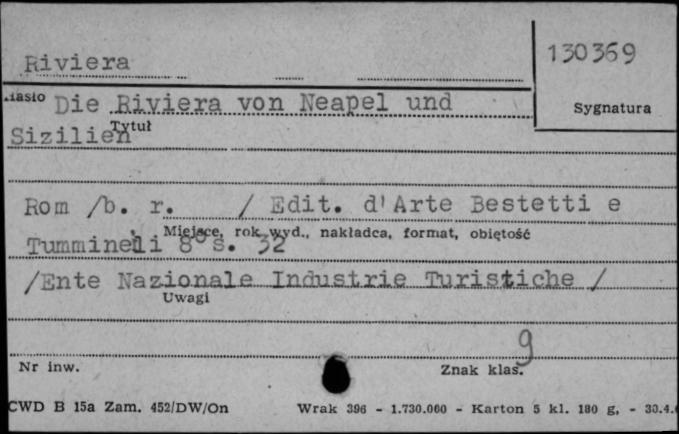 Riviera
130369
Hasło Die Riviera von Neapel und
Sygnatura
Tytuł
Sizilien
Rom /b. r. / Edit. d'Arte Bestetti e
Miejsce, rok wyd., nakładca, format, objętość
Tummineli 8° s. 32
/Ente Nazionale Industrie Turistiche /
Uwagi
9
Nr inw.
Znak klas.
CWD B 15a Zam. 452/DW/On Wrak 396 - 1.730.000 - Karton 5 kl. 180 g, - 30.4.